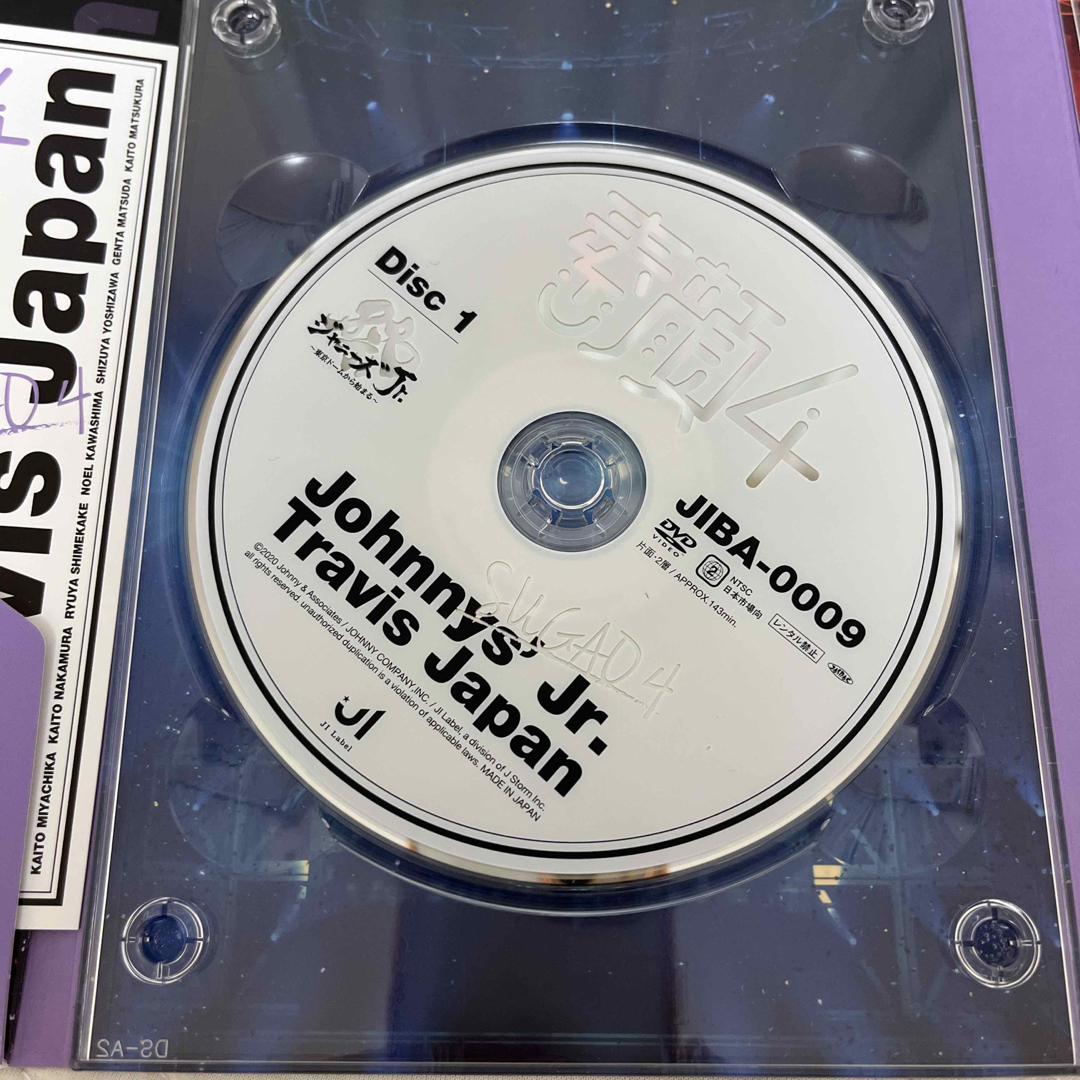 Vis Japan
KAITO MIYACHIKA KAITO NAKAMURA RYUYA SHIMEKAKE NOEL KAWASHIMA SHIZUYA YOSHIZAWA GENTA MATSUDA KAITO MATSUKURA
素顔4
Disc 1
ジャニーズJr.
～東京ドームから始まる～
JIBA-0009
DVD
VIDEO
2
NTSC
日本市場向
レンタル禁止
片面・2層 / APPROX.143min.
SUGAO 4
Johnnys' Jr.
Travis Japan
©2020 Johnny & Associates / JOHNNY COMPANY,INC. / JI Label, a division of J Storm Inc.
all rights reserved. unauthorized duplication is a violation of applicable laws. MADE IN JAPAN
JI Label
DS-A2